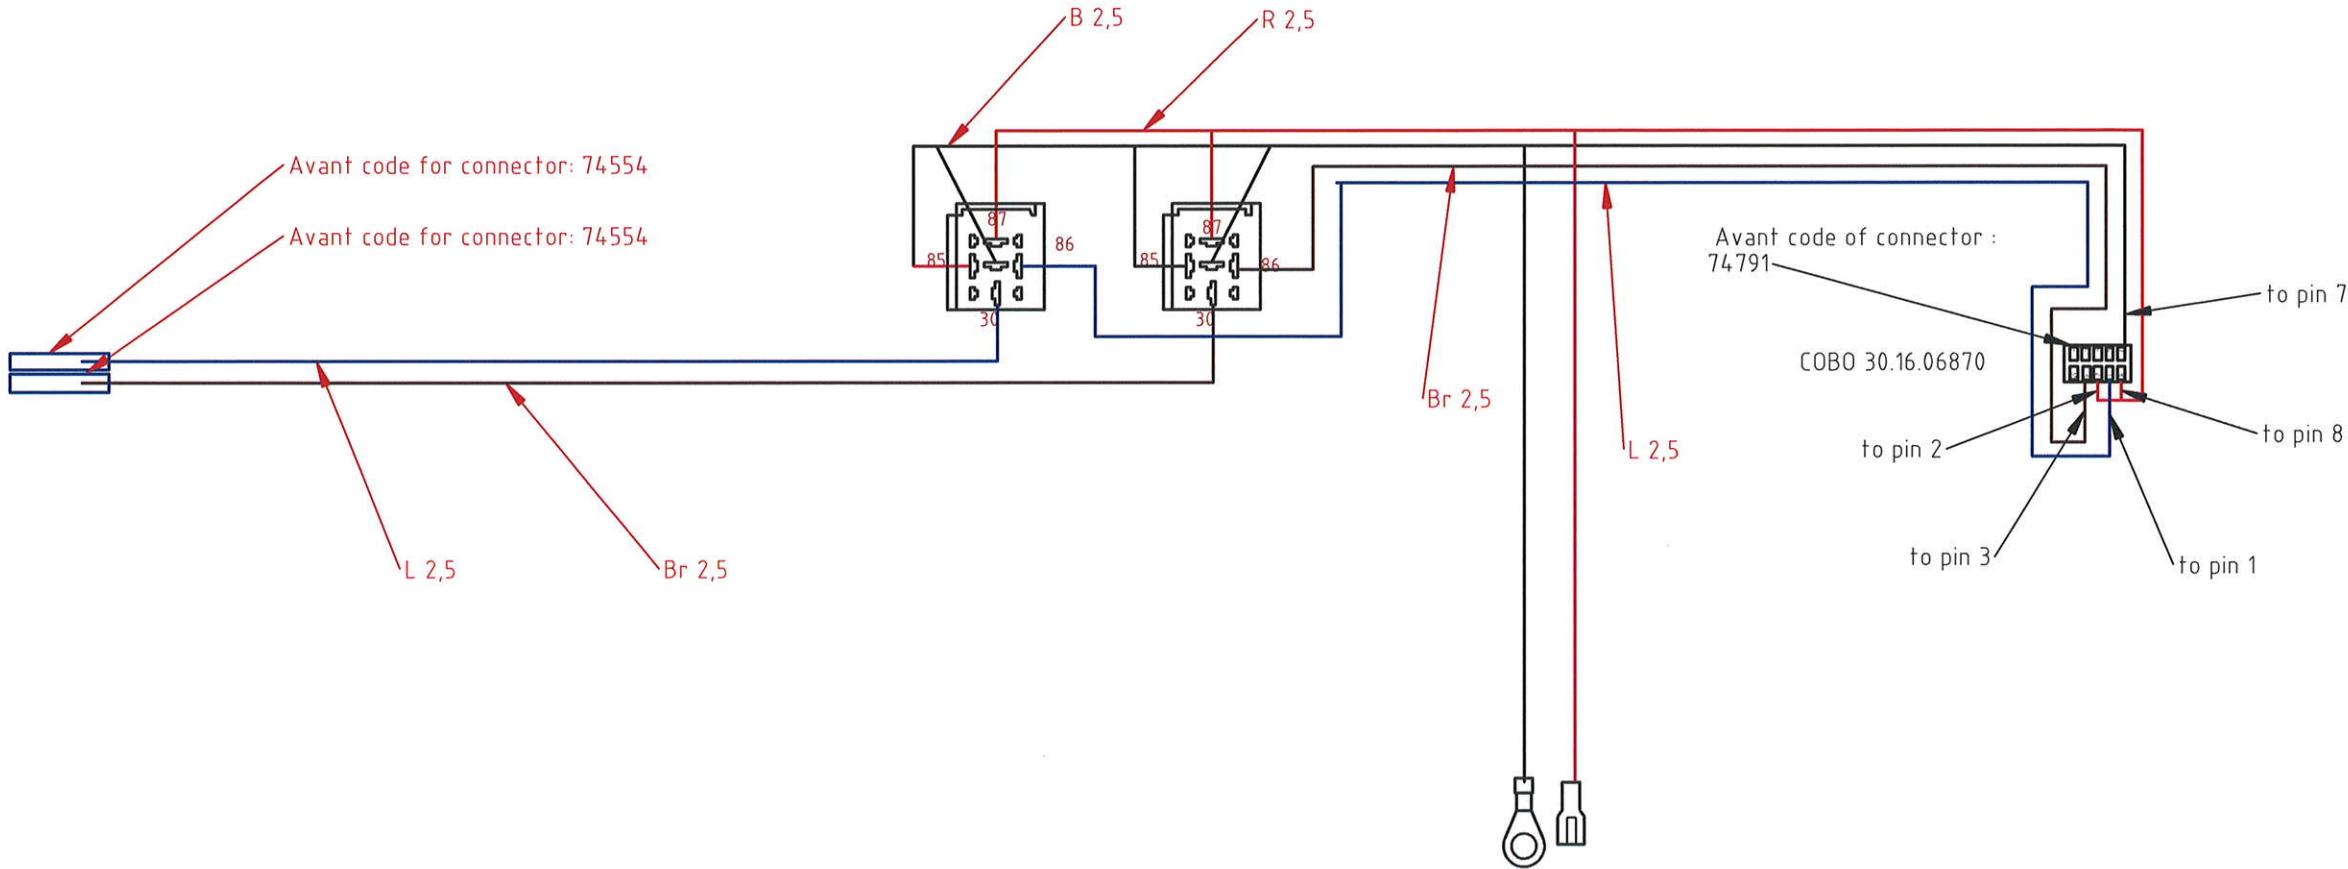 B 2,5
R 2,5
Avant code for connector: 74554
Avant code for connector: 74554
87
87
86
85
85
86
30
30
Avant code of connector :
74791
to pin 7
COBO 30.16.06870
Br 2,5
L 2,5
to pin 2
to pin 8
to pin 3
to pin 1
L 2,5
Br 2,5